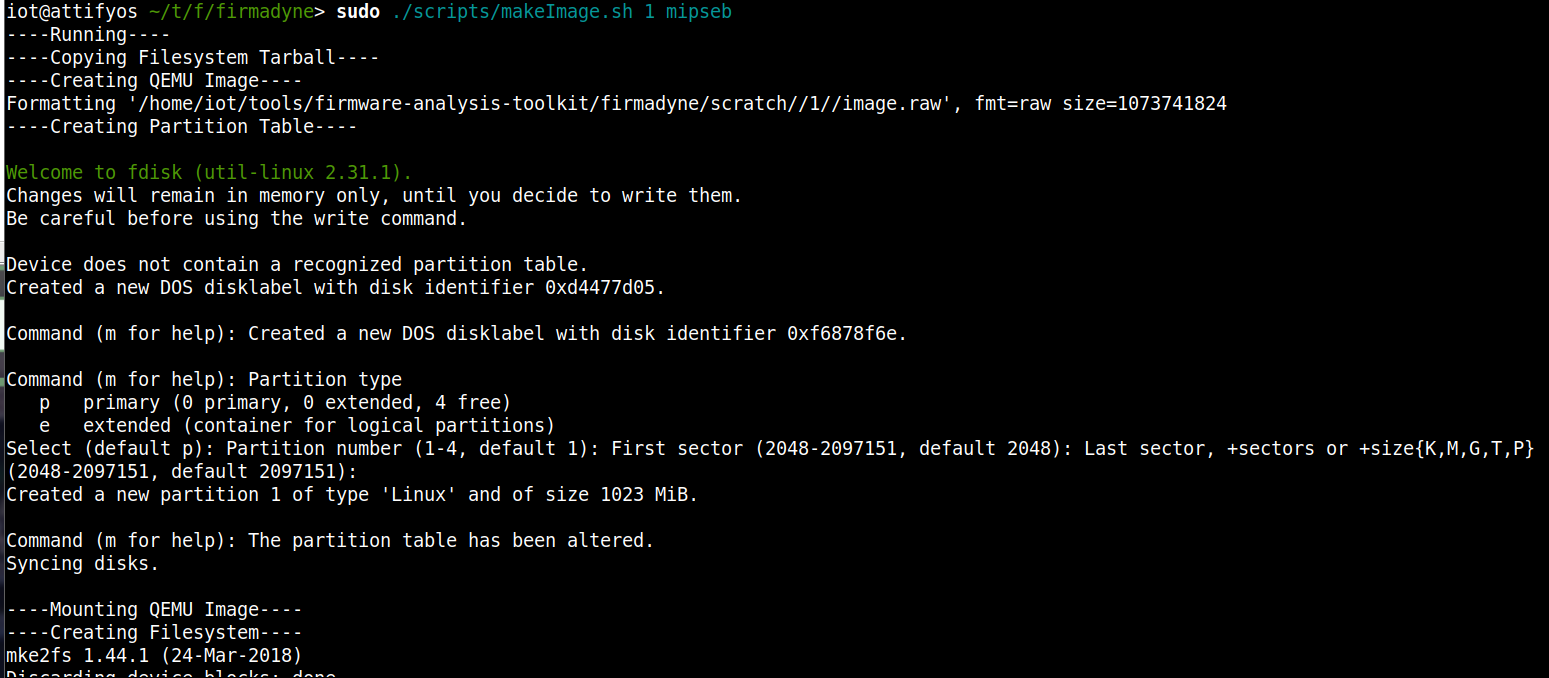 iot@attifyos ~/t/f/firmadyne> sudo ./scripts/makeImage.sh 1 mipseb
----Running----
----Copying Filesystem Tarball----
----Creating QEMU Image----
Formatting '/home/iot/tools/firmware-analysis-toolkit/firmadyne/scratch//1//image.raw', fmt=raw size=1073741824
----Creating Partition Table----
Welcome to fdisk (util-linux 2.31.1).
Changes will remain in memory only, until you decide to write them.
Be careful before using the write command.
Device does not contain a recognized partition table.
Created a new DOS disklabel with disk identifier 0xd4477d05.
Command (m for help): Created a new DOS disklabel with disk identifier 0xf6878f6e.
Command (m for help): Partition type
   p   primary (0 primary, 0 extended, 4 free)
   e   extended (container for logical partitions)
Select (default p): Partition number (1-4, default 1): First sector (2048-2097151, default 2048): Last sector, +sectors or +size{K,M,G,T,P}
(2048-2097151, default 2097151):
Created a new partition 1 of type 'Linux' and of size 1023 MiB.
Command (m for help): The partition table has been altered.
Syncing disks.
----Mounting QEMU Image----
----Creating Filesystem----
mke2fs 1.44.1 (24-Mar-2018)
Discarding device blocks: done